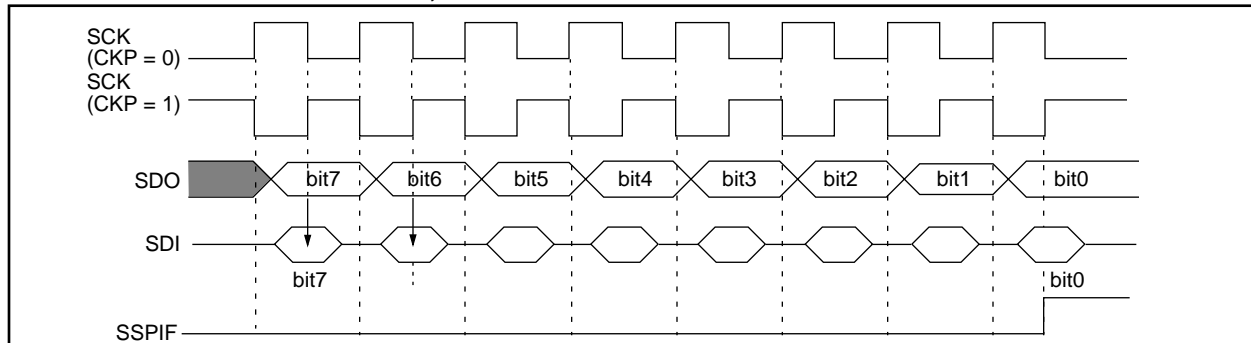 SCK
(CKP = 0)
SCK
(CKP = 1)
SDO
bit7 bit6 bit5 bit4 bit3 bit2 bit1 bit0
SDI
bit7 bit0
SSPIF